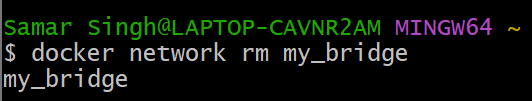 Samar Singh@LAPTOP-CAVNR2AM MINGW64 ~
$ docker network rm my_bridge
my_bridge